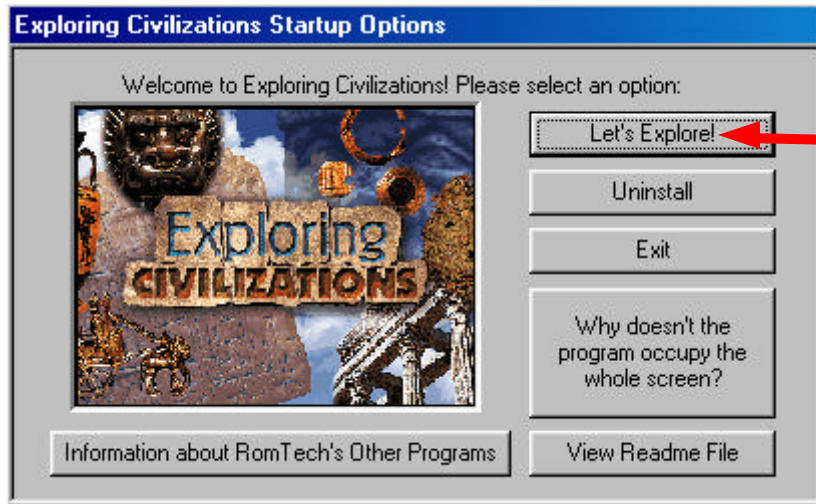 Exploring Civilizations Startup Options
Welcome to Exploring Civilizations! Please select an option:
Exploring
CIVILIZATIONS
Let's Explore!
Uninstall
Exit
Why doesn't the
program occupy the
whole screen?
Information about RomTech's Other Programs
View Readme File